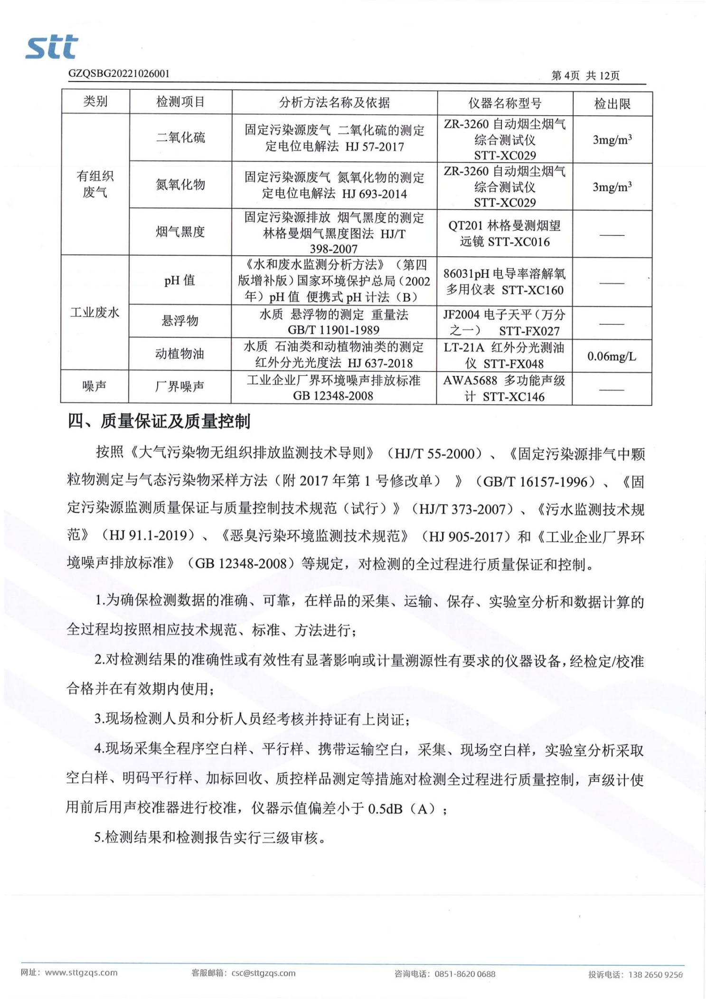 stt
GZQSBG20221026001
第 4页 共 12页
类别 检测项目 分析方法名称及依据 仪器名称型号 检出限
有组织
废气
二氧化硫
固定污染源废气 二氧化硫的测定
定电位电解法 HJ 57-2017
ZR-3260 自动烟尘烟气
综合测试仪
STT-XC029
3mg/m³
氮氧化物
固定污染源废气 氮氧化物的测定
定电位电解法 HJ 693-2014
ZR-3260 自动烟尘烟气
综合测试仪
STT-XC029
3mg/m³
烟气黑度
固定污染源排放 烟气黑度的测定
林格曼烟气黑度图法 HJ/T
398-2007
QT201 林格曼测烟望
远镜 STT-XC016
——
工业废水
pH 值
《水和废水监测分析方法》（第四
版增补版）国家环境保护总局（2002
年）pH 值 便携式 pH 计法（B）
86031pH 电导率溶解氧
多用仪表 STT-XC160
——
悬浮物
水质 悬浮物的测定 重量法
GB/T 11901-1989
JF2004 电子天平（万分
之一） STT-FX027
——
动植物油
水质 石油类和动植物油类的测定
红外分光光度法 HJ 637-2018
LT-21A 红外分光测油
仪 STT-FX048
0.06mg/L
噪声
厂界噪声
工业企业厂界环境噪声排放标准
GB 12348-2008
AWA5688 多功能声级
计 STT-XC146
——
四、质量保证及质量控制
按照《大气污染物无组织排放监测技术导则》（HJ/T 55-2000）、《固定污染源排气中颗
粒物测定与气态污染物采样方法（附 2017 年第 1 号修改单） 》（GB/T 16157-1996）、《固
定污染源监测质量保证与质量控制技术规范（试行）》（HJ/T 373-2007）、《污水监测技术规
范》（HJ 91.1-2019）、《恶臭污染环境监测技术规范》（HJ 905-2017）和《工业企业厂界环
境噪声排放标准》（GB 12348-2008）等规定，对检测的全过程进行质量保证和控制。
1.为确保检测数据的准确、可靠，在样品的采集、运输、保存、实验室分析和数据计算的
全过程均按照相应技术规范、标准、方法进行；
2.对检测结果的准确性或有效性有显著影响或计量溯源性有要求的仪器设备，经检定/校准
合格并在有效期内使用；
3.现场检测人员和分析人员经考核并持证有上岗证；
4.现场采集全程序空白样、平行样、携带运输空白，采集、现场空白样，实验室分析采取
空白样、明码平行样、加标回收、质控样品测定等措施对检测全过程进行质量控制，声级计使
用前后用声校准器进行校准，仪器示值偏差小于 0.5dB（A）；
5.检测结果和检测报告实行三级审核。
网址：www.sttgzqs.com 客服邮箱：csc@sttgzqs.com 咨询电话：0851-8620 0688 投诉电话：138 2650 9256